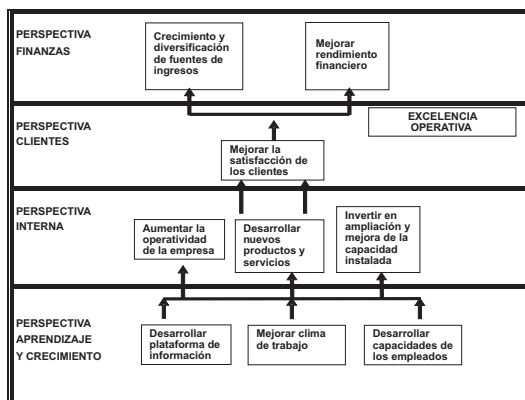 PERSPECTIVA
FINANZAS
Crecimiento y
diversificación
de fuentes de
ingresos
Mejorar
rendimiento
financiero
PERSPECTIVA
CLIENTES
EXCELENCIA
OPERATIVA
Mejorar la
satisfacción de
los clientes
PERSPECTIVA
INTERNA
Aumentar la
operatividad
de la empresa
Desarrollar
nuevos
productos y
servicios
Invertir en
ampliación y
mejora de la
capacidad
instalada
PERSPECTIVA
APRENDIZAJE
Y CRECIMIENTO
Desarrollar
plataforma de
información
Mejorar clima
de trabajo
Desarrollar
capacidades de
los empleados